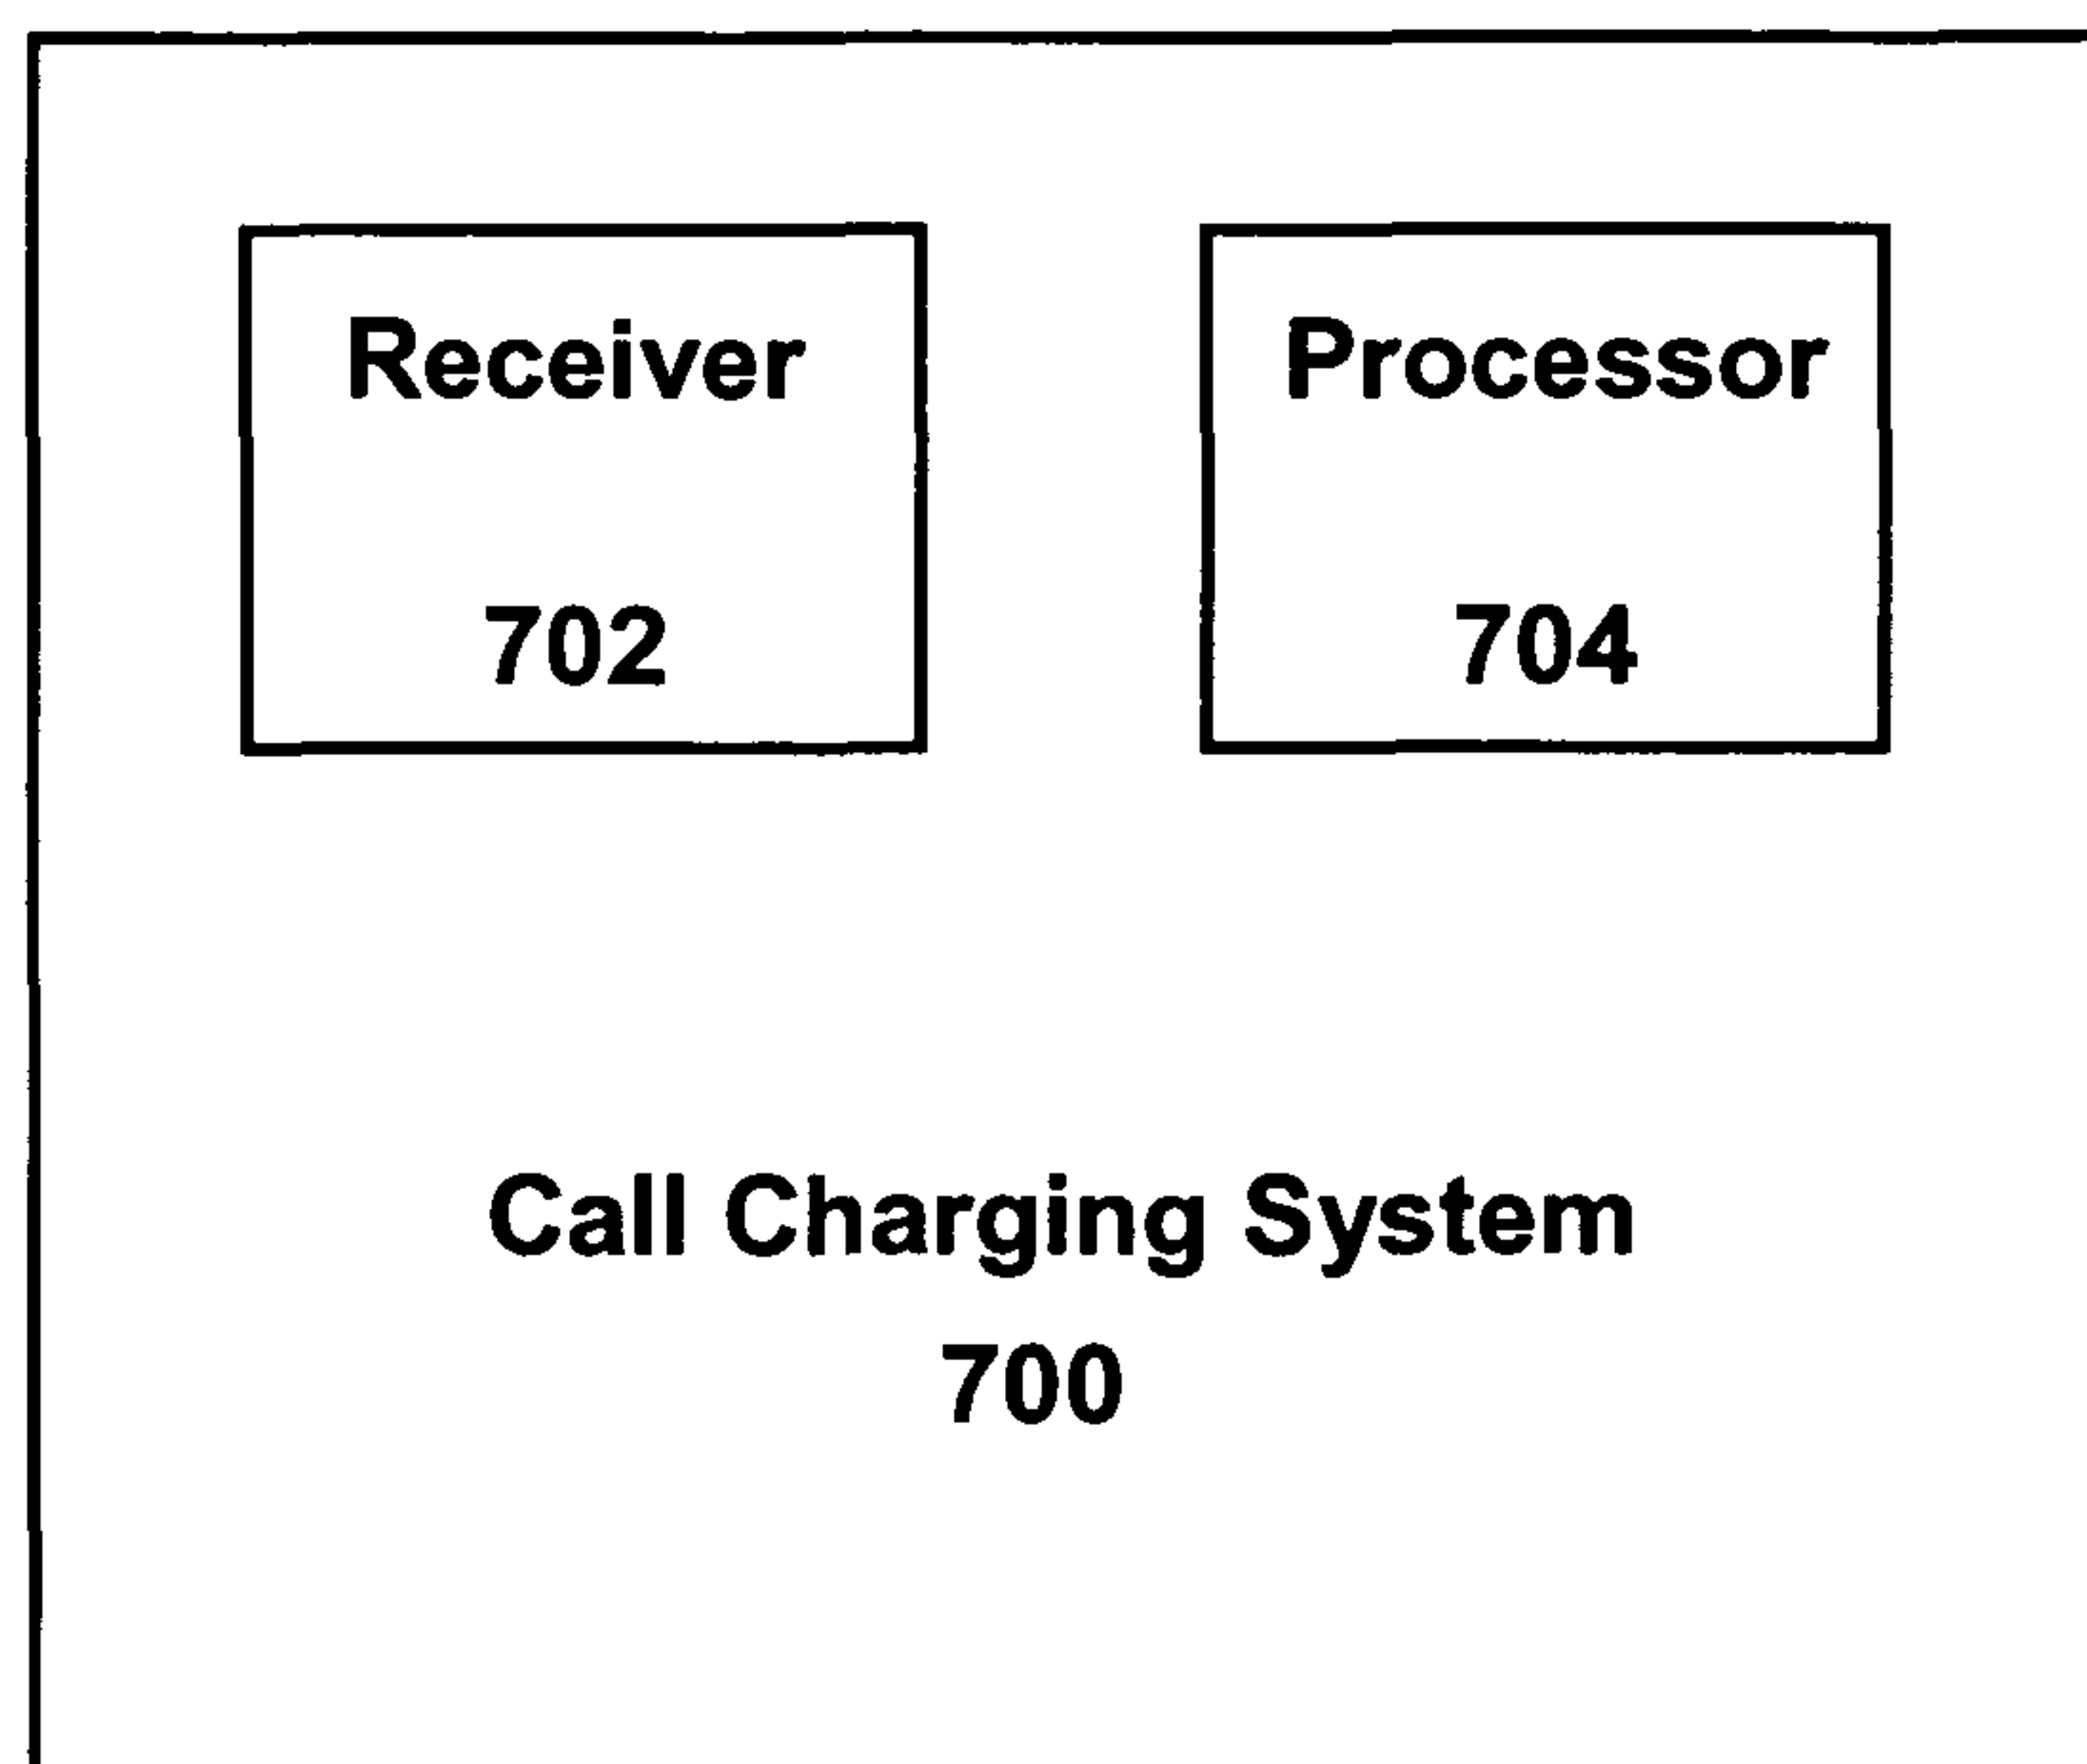 Receiver
702
Processor
704
Call Charging System
700